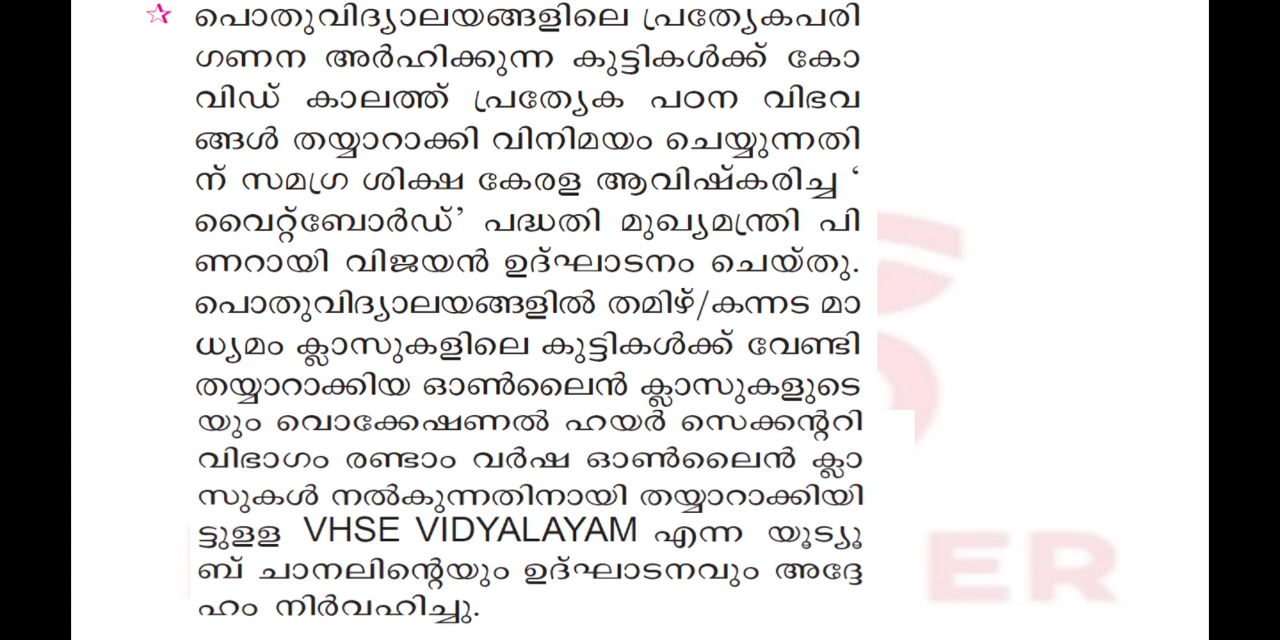 ☆ പൊതുവിദ്യാലയങ്ങളിലെ പ്രത്യേകപരി
ഗണന അർഹിക്കുന്ന കുട്ടികൾക്ക് കോ
വിഡ് കാലത്ത് പ്രത്യേക പഠന വിഭവ
ങ്ങൾ തയ്യാറാക്കി വിനിമയം ചെയ്യുന്നതി
ന് സമഗ്ര ശിക്ഷ കേരള ആവിഷ്കരിച്ച ‘
വൈറ്റ്ബോർഡ്’ പദ്ധതി മുഖ്യമന്ത്രി പി
ണറായി വിജയൻ ഉദ്ഘാടനം ചെയ്തു.
പൊതുവിദ്യാലയങ്ങളിൽ തമിഴ്/കന്നട മാ
ധ്യമം ക്ലാസുകളിലെ കുട്ടികൾക്ക് വേണ്ടി
തയ്യാറാക്കിയ ഓൺലൈൻ ക്ലാസുകളുടെ
യും വൊക്കേഷണൽ ഹയർ സെക്കന്ററി
വിഭാഗം രണ്ടാം വർഷ ഓൺലൈൻ ക്ലാ
സുകൾ നൽകുന്നതിനായി തയ്യാറാക്കിയി
ട്ടുളള VHSE VIDYALAYAM എന്ന യൂട്യൂ
ബ് ചാനലിന്റെയും ഉദ്ഘാടനവും അദ്ദേ
ഹം നിർവഹിച്ചു.
ER